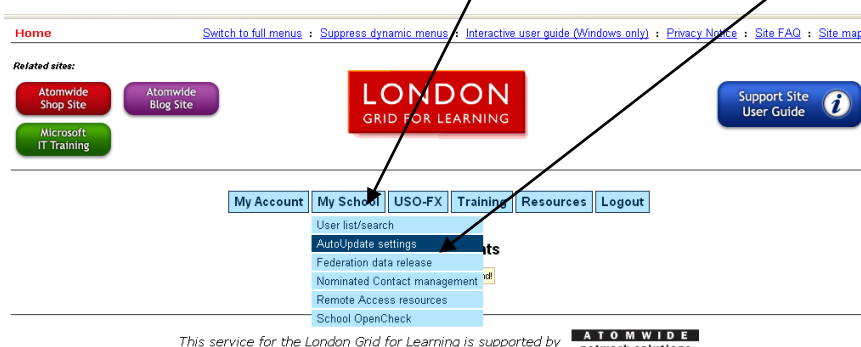 Home Switch to full menus : Suppress dynamic menus : Interactive user guide (Windows only) : Privacy Notice : Site FAQ : Site map
Related sites:
Atomwide
Shop Site
Atomwide
Blog Site
Microsoft
IT Training
LONDON
GRID FOR LEARNING
Support Site
User Guide
i
My Account My School USO-FX Training Resources Logout
User list/search
AutoUpdate settings
Federation data release
Nominated Contact management
Remote Access resources
School OpenCheck
This service for the London Grid for Learning is supported by ATOMWIDE
network solutions